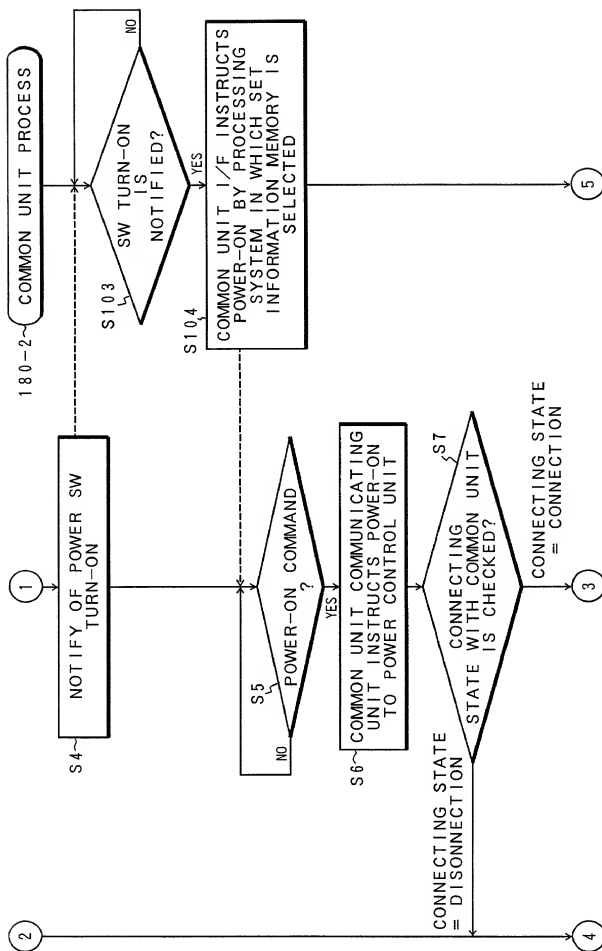 2
1
180-2
COMMON UNIT PROCESS
S4
NOTIFY OF POWER SW
TURN-ON
S103
SW TURN-ON
IS
NOTIFIED?
NO
YES
S104
COMMON UNIT I/F INSTRUCTS
POWER-ON BY PROCESSING
SYSTEM IN WHICH SET
INFORMATION MEMORY IS
SELECTED
S5
POWER-ON COMMAND
?
NO
YES
S6
COMMON UNIT COMMUNICATING
UNIT INSTRUCTS POWER-ON
TO POWER CONTROL UNIT
S7
CONNECTING
STATE WITH COMMON UNIT
IS CHECKED?
CONNECTING STATE
= DISONNECTION
CONNECTING STATE
= CONNECTION
4
3
5